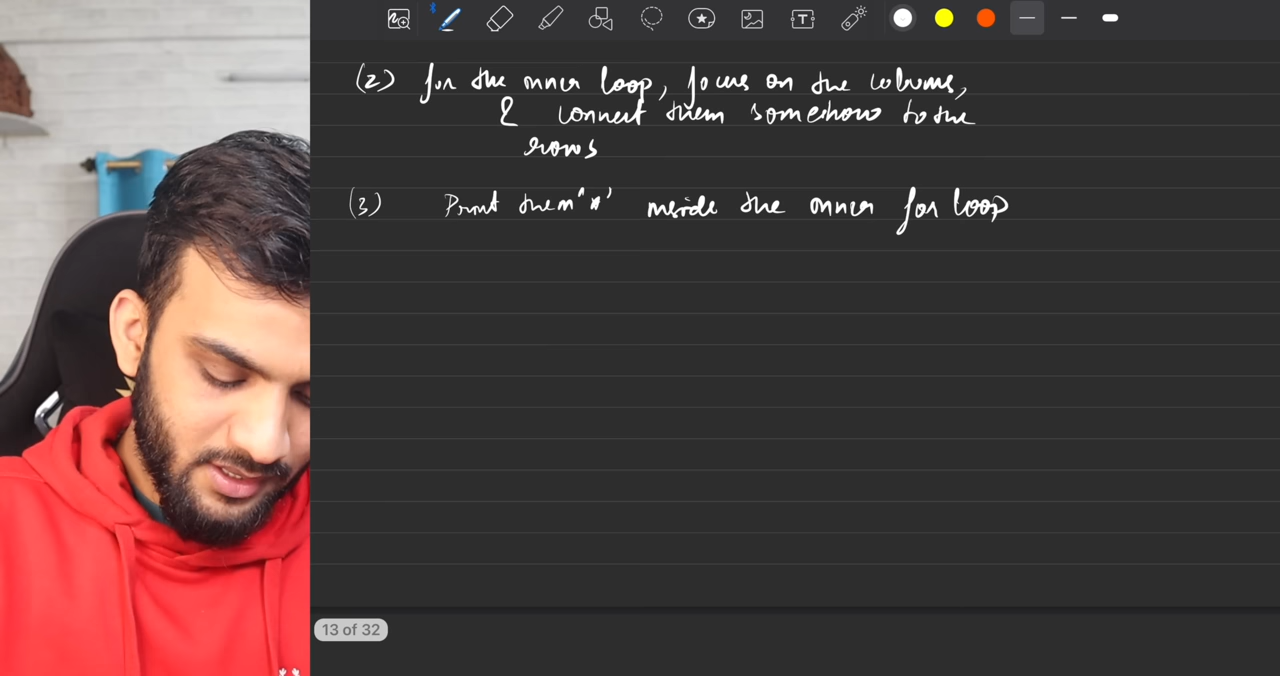 (2) for the inner loop, focus on the colums,
& connect them somehow to the
rows
(3) Print them '*' inside the inner for loop
13 of 32